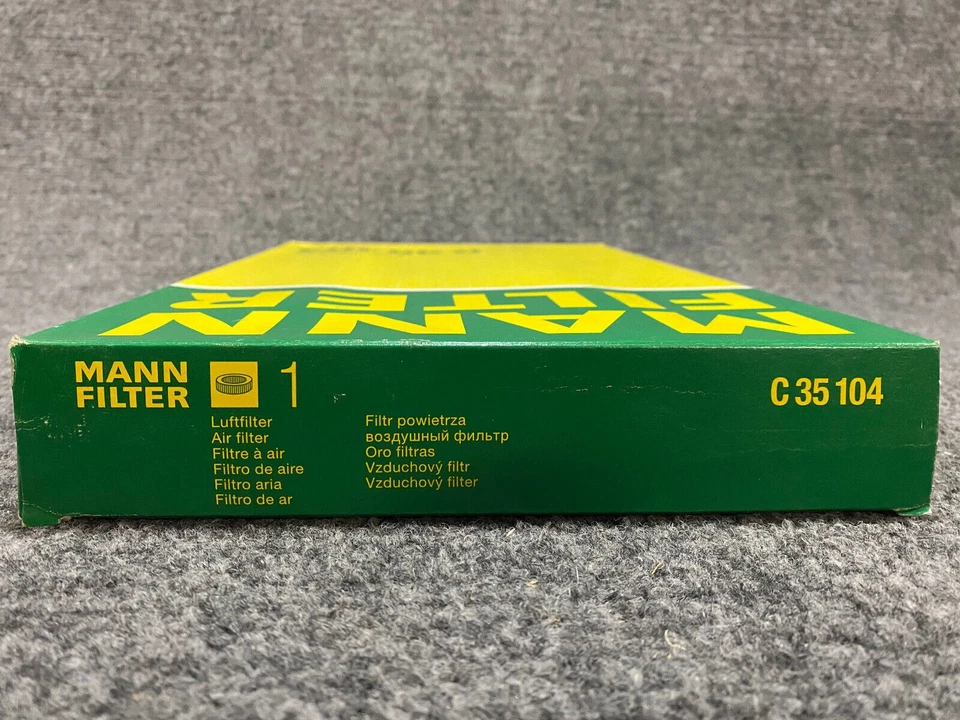 MANN
FILTER
MANN
FILTER
1
C 35 104
Luftfilter
Air filter
Filtre à air
Filtro de aire
Filtro aria
Filtro de ar
Filtr powietrza
воздушный фильтр
Oro filtras
Vzduchový filtr
Vzduchový filter